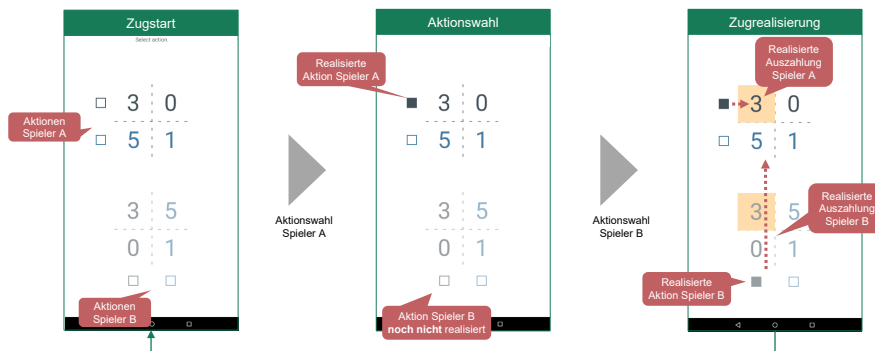 Zugstart
Select action.
3 0
5 1
Aktionen
Spieler A
3 5
0 1
Aktionen
Spieler B
Aktionswahl
Spieler A
Aktionswahl
Realisierte
Aktion Spieler A
3 0
5 1
3 5
0 1
Aktion Spieler B
noch nicht realisiert
Aktionswahl
Spieler B
Zugrealisierung
Realisierte
Auszahlung
Spieler A
3 0
5 1
3 5
0 1
Realisierte
Auszahlung
Spieler B
Realisierte
Aktion Spieler B